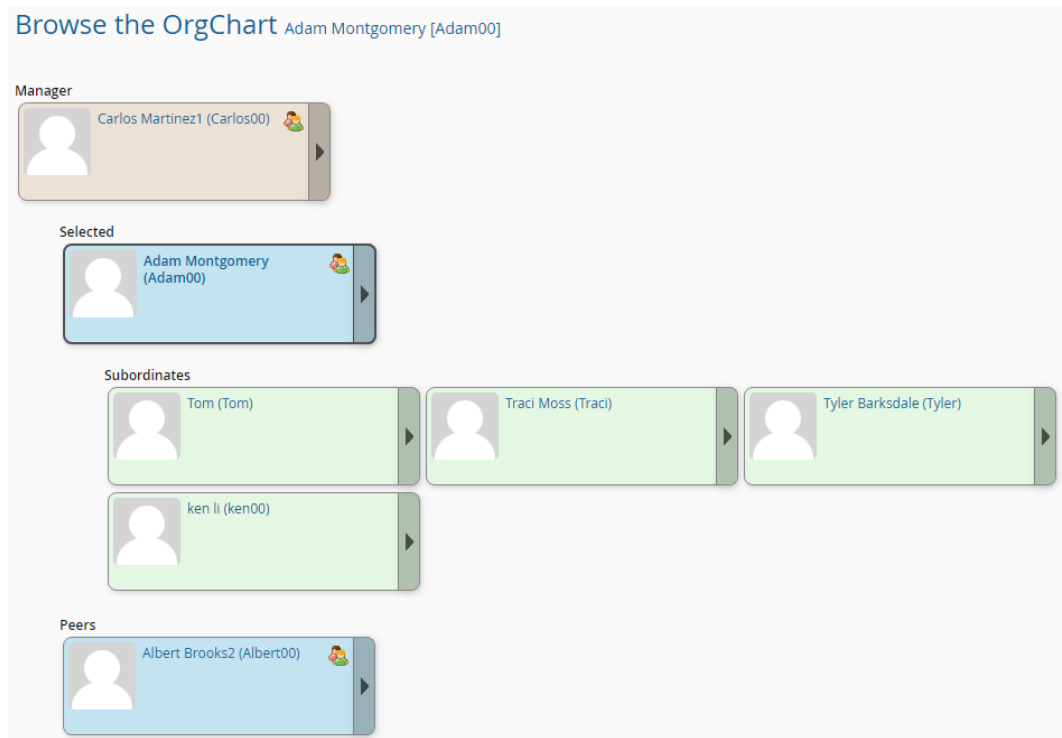 Browse the OrgChart Adam Montgomery [Adam00]
Manager
Carlos Martinez1 (Carlos00)
Selected
Adam Montgomery
(Adam00)
Subordinates
Tom (Tom)
Traci Moss (Traci)
Tyler Barksdale (Tyler)
ken li (ken00)
Peers
Albert Brooks2 (Albert00)